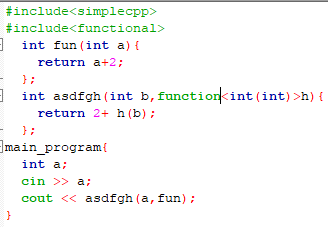 #include<simplecpp>
#include<functional>
int fun(int a){
return a+2;
};
int asdfgh(int b,function<int(int)>h){
return 2+ h(b);
};
main_program{
int a;
cin >> a;
cout << asdfgh(a,fun);
}